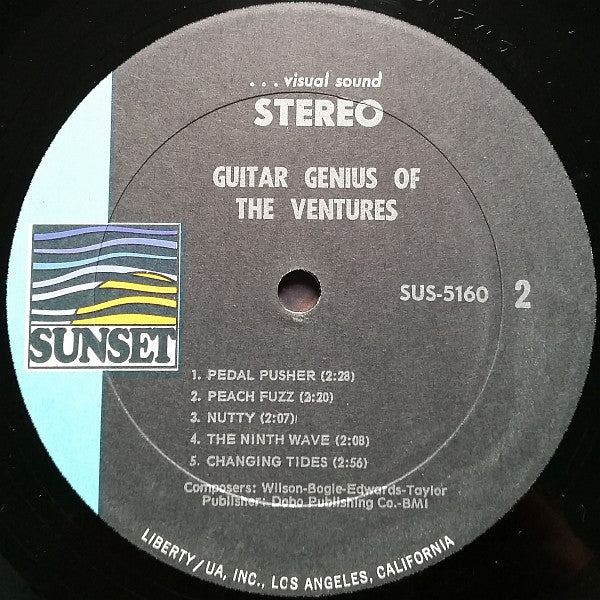 ...visual sound
STEREO
GUITAR GENIUS OF
THE VENTURES
SUS-5160 2
SUNSET
1. PEDAL PUSHER (2:28)
2. PEACH FUZZ (2:20)
3. NUTTY (2:07)
4. THE NINTH WAVE (2:08)
5. CHANGING TIDES (2:56)
Composers: Wilson-Bogle-Edwards-Taylor
Publisher: Dobo Publishing Co.-BMI
LIBERTY/UA, INC., LOS ANGELES, CALIFORNIA